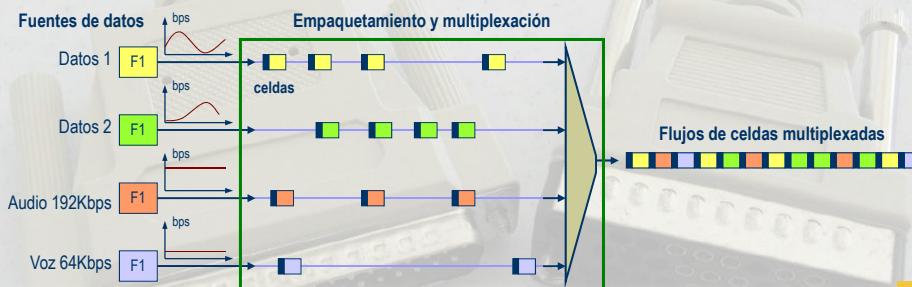 Fuentes de datos
bps
Empaquetamiento y multiplexación
Datos 1
F1
celdas
bps
Datos 2
F1
Flujos de celdas multiplexadas
bps
Audio 192Kbps
F1
bps
Voz 64Kbps
F1